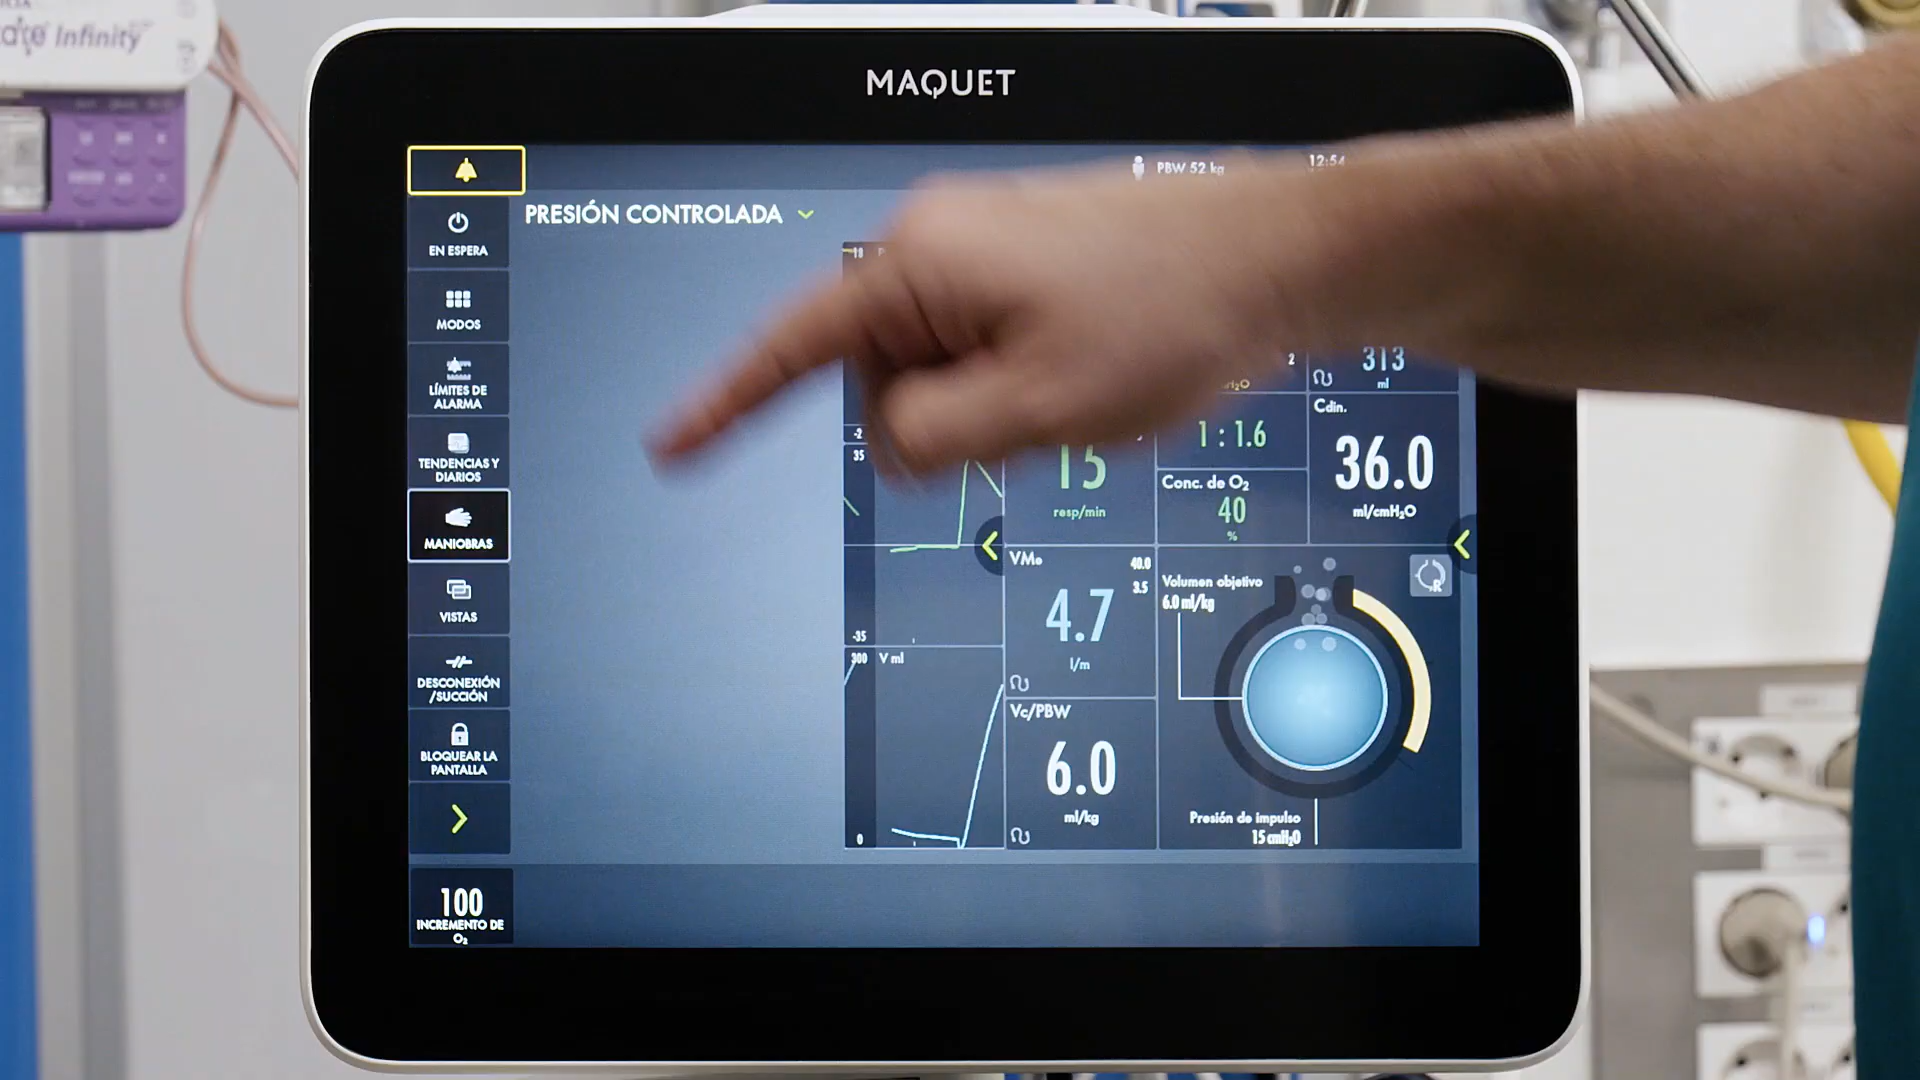 Infinity
MAQUET
PBW 52 kg
12:54
PRESIÓN CONTROLADA
EN ESPERA
MODOS
LÍMITES DE
ALARMA
TENDENCIAS Y
DIARIOS
MANIOBRAS
VISTAS
DESCONEXIÓN
/SUCCIÓN
BLOQUEAR LA
PANTALLA
100
INCREMENTO DE
O₂
18
-2
35
-35
300
V ml
0
15
resp/min
VMe
40.0
3.5
4.7
l/m
Vc/PBW
6.0
ml/kg
2
1 : 1.6
Conc. de O₂
40
%
313
ml
Cdin.
36.0
ml/cmH₂O
Volumen objetivo
6.0 ml/kg
R
Presión de impulso
15 cmH₂O